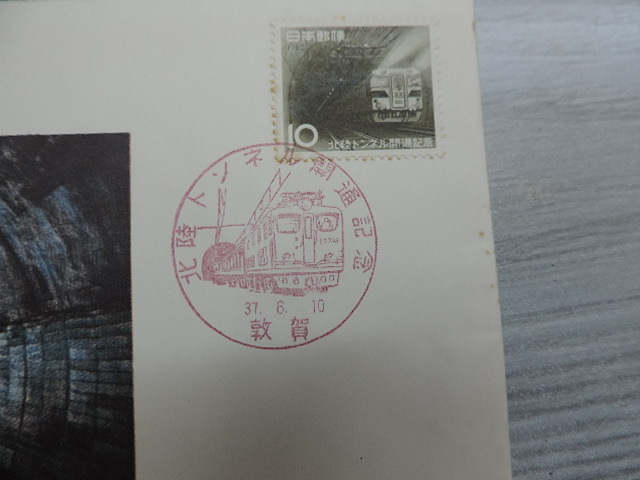 日本郵便
1962
10
北陸トンネル開通記念
北陸トンネル開通記念
37. 6. 10
敦賀